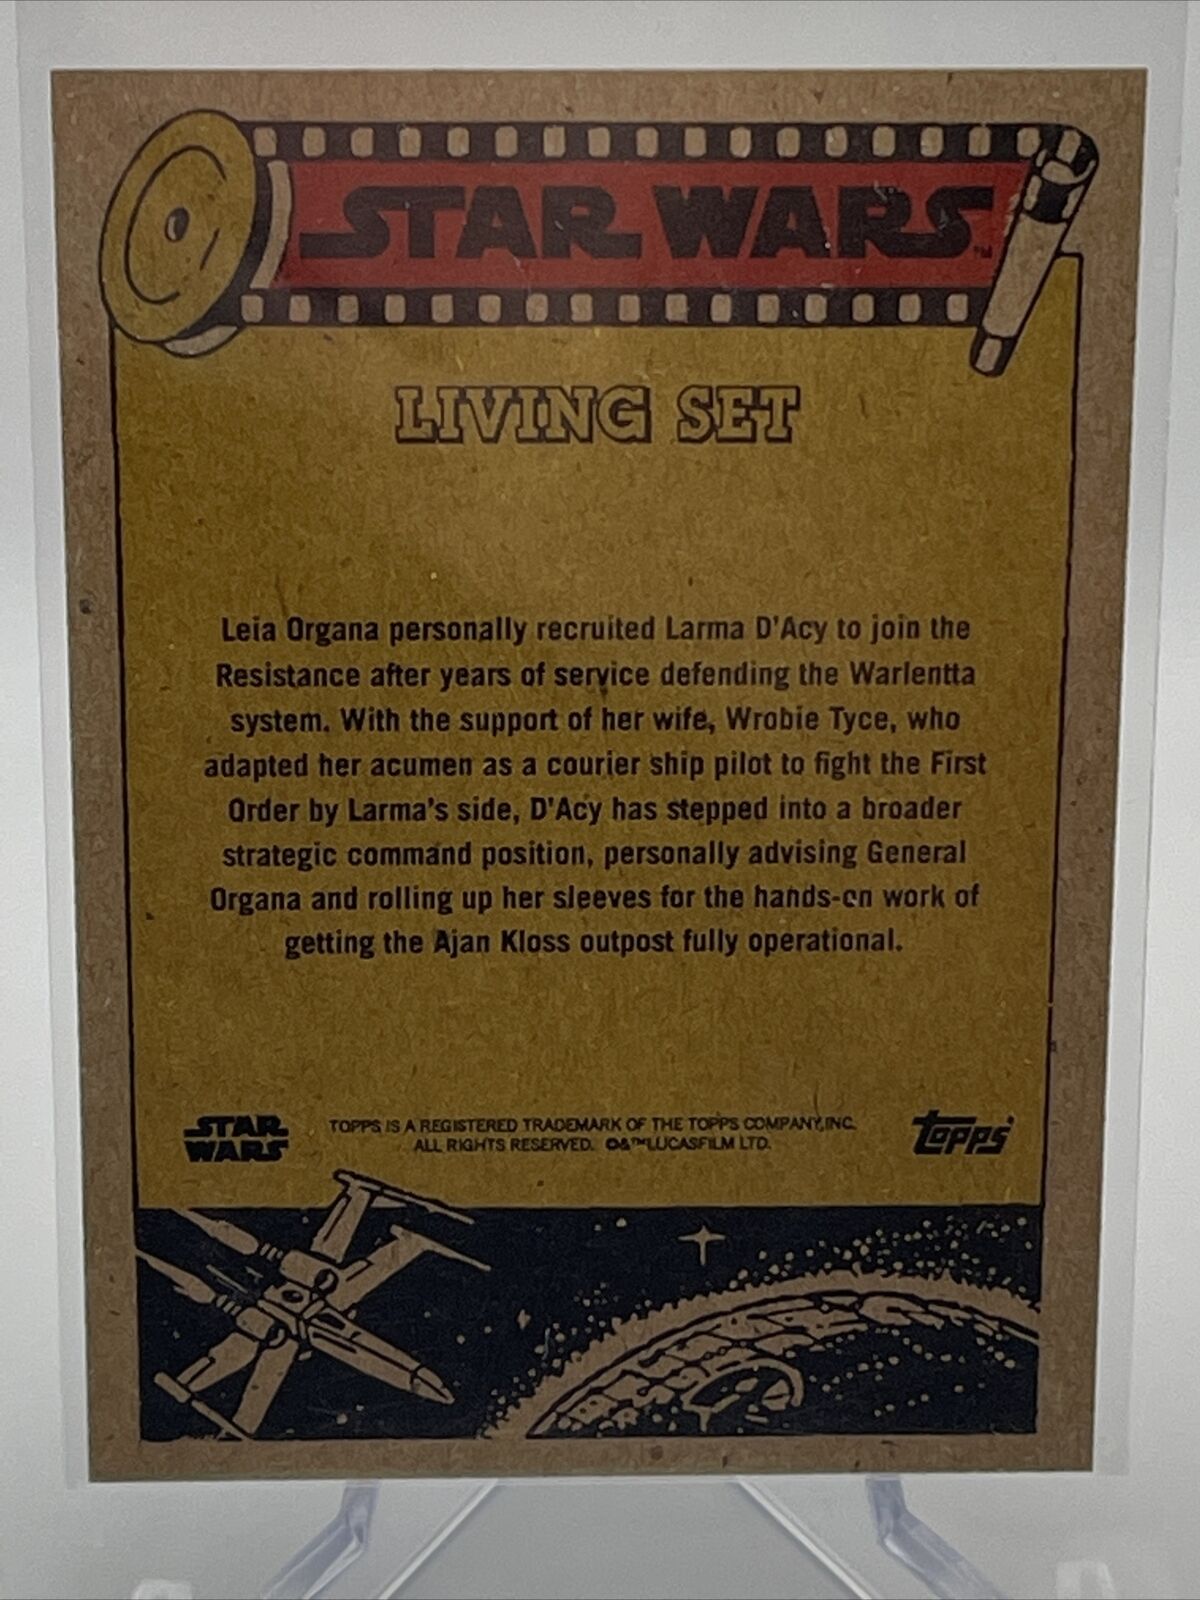 STAR WARS TM
LIVING SET
Leia Organa personally recruited Larma D'Acy to join the
Resistance after years of service defending the Warlentta
system. With the support of her wife, Wrobie Tyce, who
adapted her acumen as a courier ship pilot to fight the First
Order by Larma's side, D'Acy has stepped into a broader
strategic command position, personally advising General
Organa and rolling up her sleeves for the hands-on work of
getting the Ajan Kloss outpost fully operational.
STAR
WARS
TOPPS IS A REGISTERED TRADEMARK OF THE TOPPS COMPANY, INC.
ALL RIGHTS RESERVED. ©&™LUCASFILM LTD.
topps